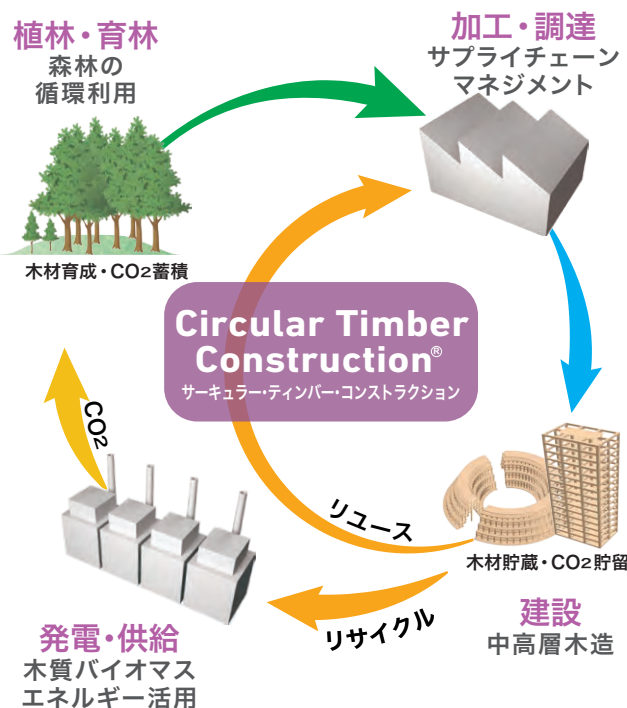 植林・育林
森林の
循環利用
木材育成・CO2蓄積
加工・調達
サプライチェーン
マネジメント
Circular Timber
Construction®
サーキュラー・ティンバー・コンストラクション
CO2
リユース
リサイクル
木材貯蔵・CO2貯留
建設
中高層木造
発電・供給
木質バイオマス
エネルギー活用